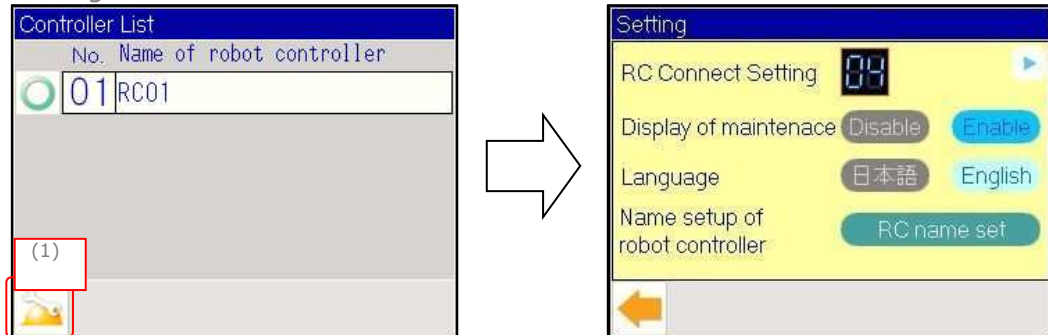 Controller List
No. Name of robot controller
01 RC01
(1)
Setting
RC Connect Setting 04
Display of maintenace Disable Enable
Language 日本語 English
Name setup of
robot controller
RC name set